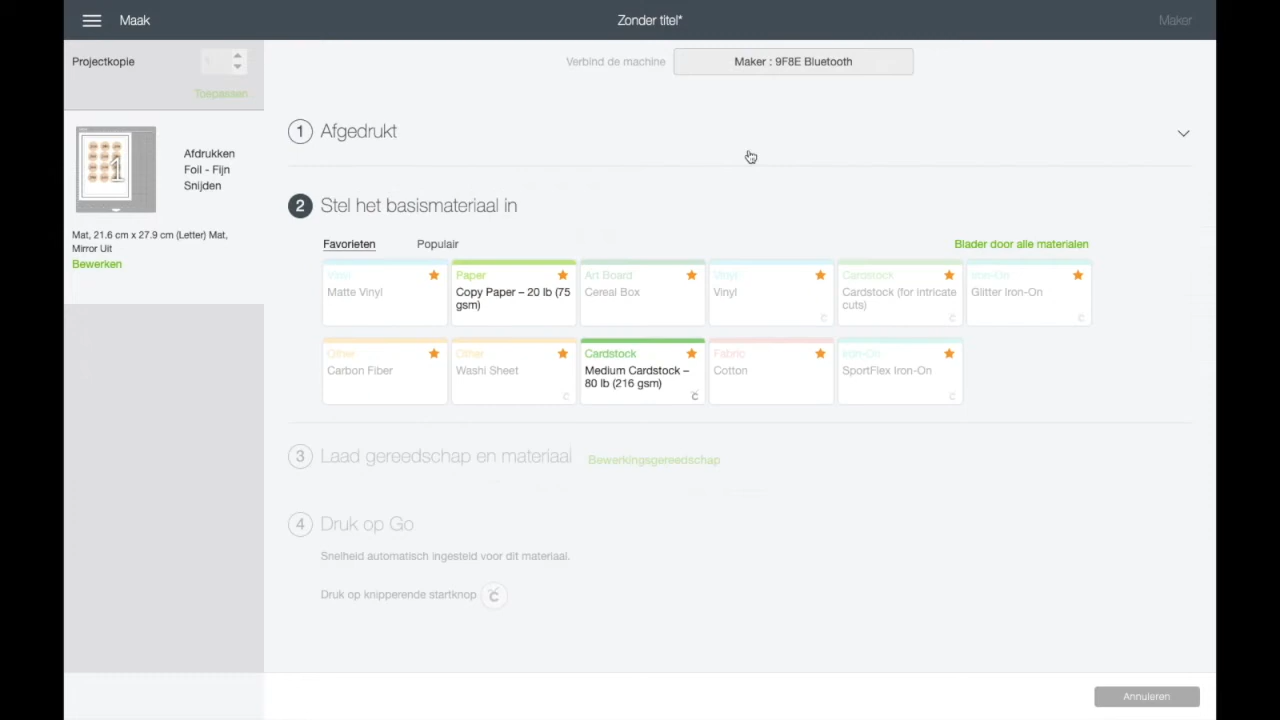 Maak
Zonder titel*
Maker
Projectkopie
Toepassen
Verbind de machine
Maker : 9F8E Bluetooth
1
Afdrukken
Foil - Fijn
Snijden
Mat, 21.6 cm x 27.9 cm (Letter) Mat,
Mirror Uit
Bewerken
1 Afgedrukt
2 Stel het basismateriaal in
Favorieten
Populair
Blader door alle materialen
Vinyl
Matte Vinyl
Paper
Copy Paper – 20 lb (75
gsm)
Art Board
Cereal Box
Vinyl
Vinyl
Cardstock
Cardstock (for intricate
cuts)
Iron-On
Glitter Iron-On
Other
Carbon Fiber
Other
Washi Sheet
Cardstock
Medium Cardstock –
80 lb (216 gsm)
Fabric
Cotton
Iron-On
SportFlex Iron-On
3 Laad gereedschap en materiaal
Bewerkingsgereedschap
4 Druk op Go
Snelheid automatisch ingesteld voor dit materiaal.
Druk op knipperende startknop
Annuleren